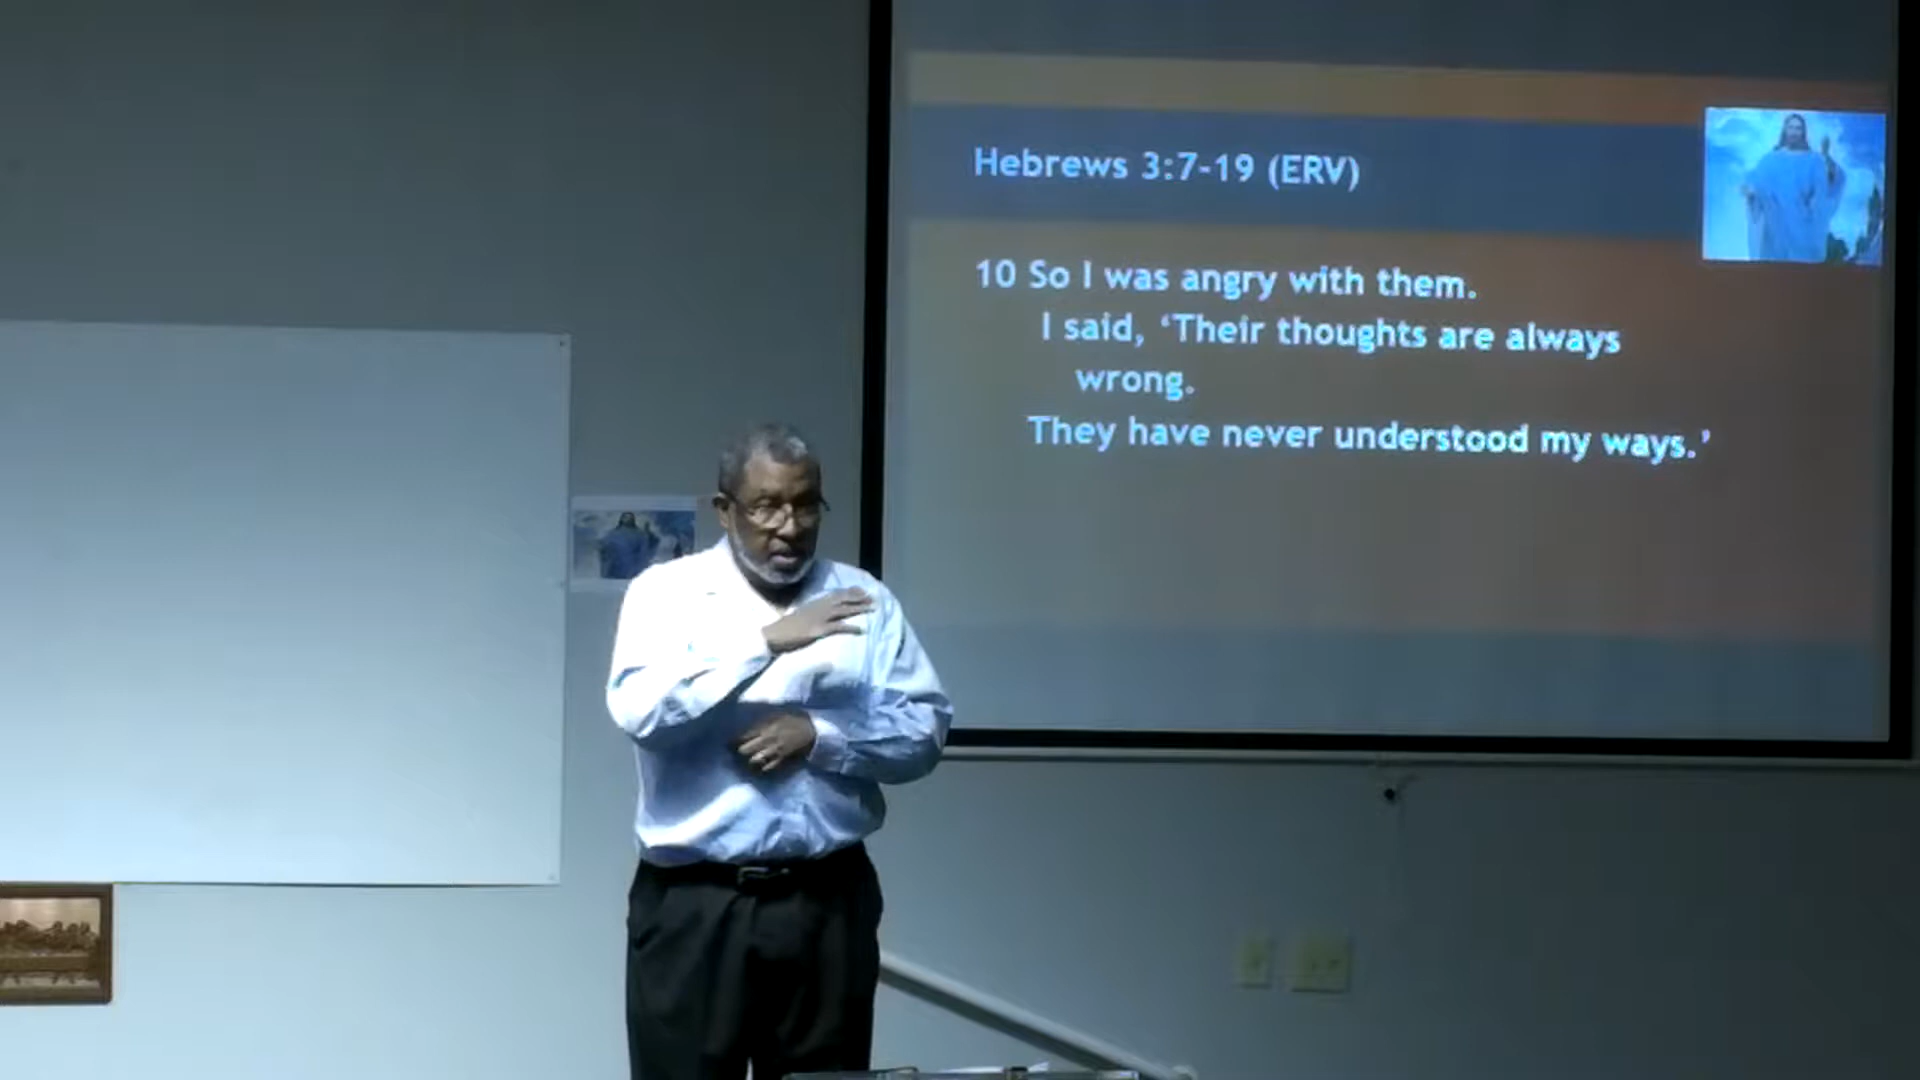 Hebrews 3:7-19 (ERV)
10 So I was angry with them.
I said, ‘Their thoughts are always
wrong.
They have never understood my ways.’